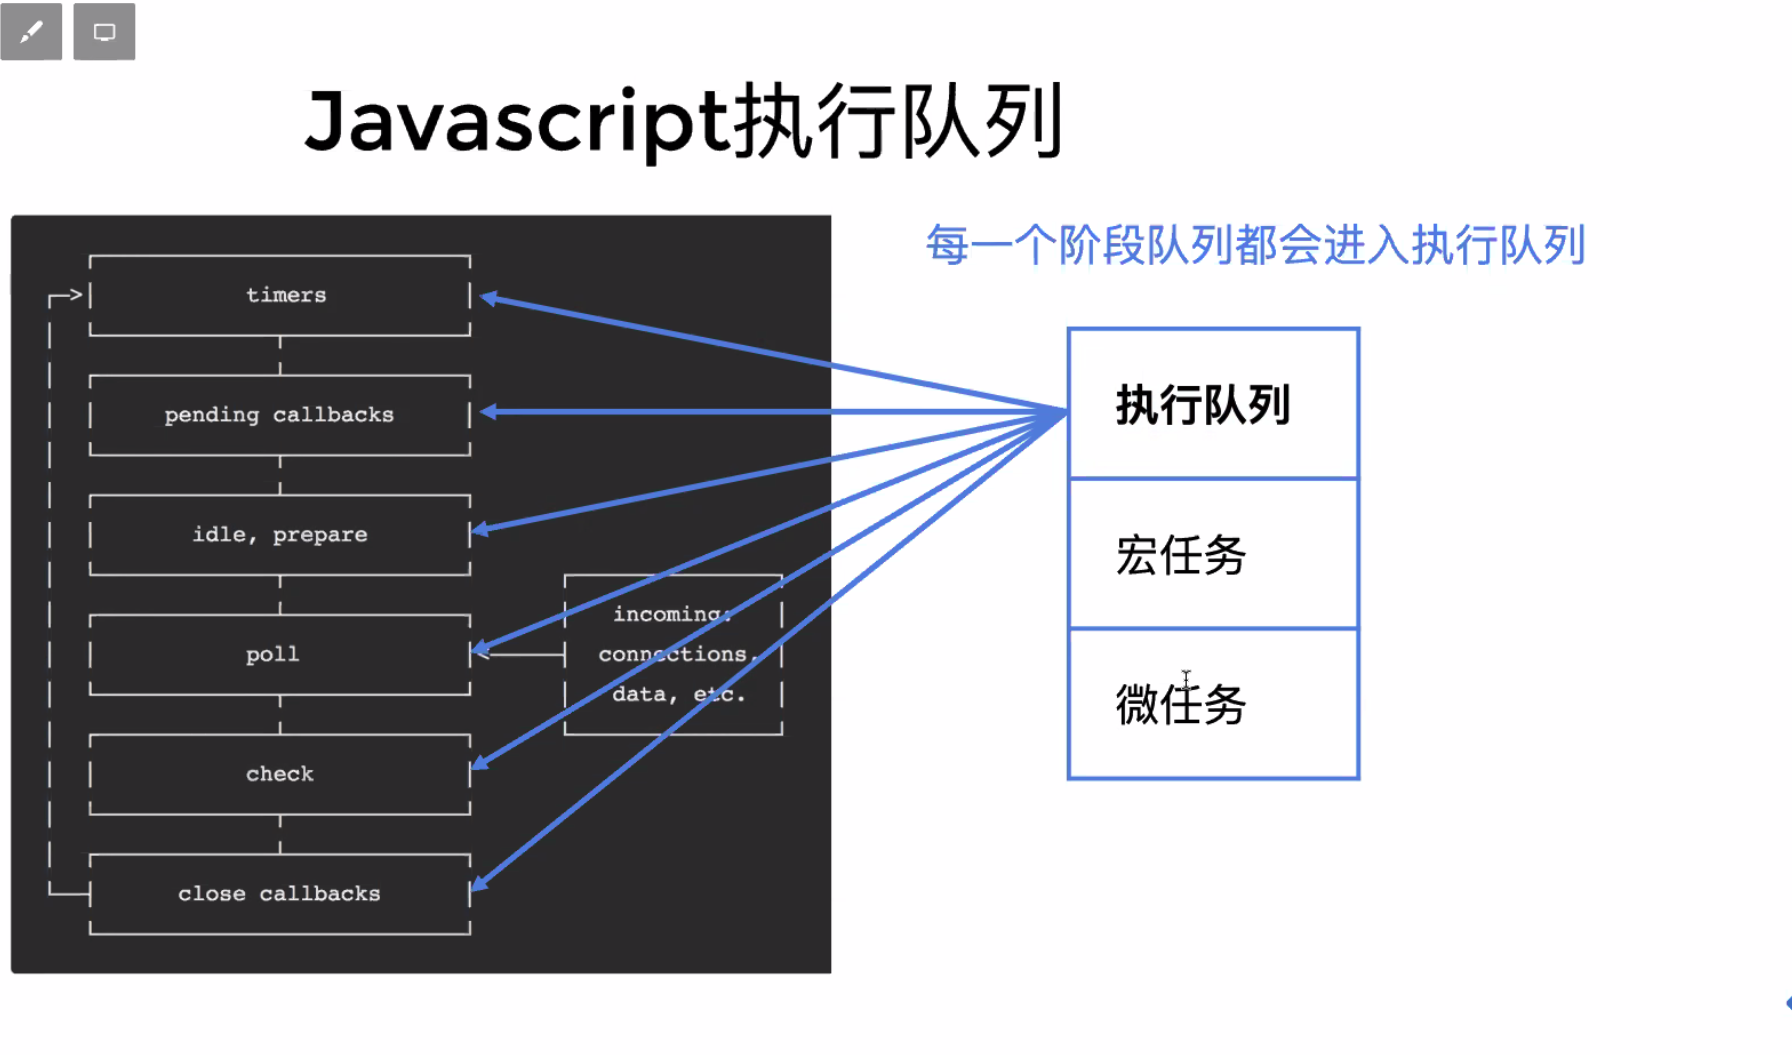 Javascript执行队列
每一个阶段队列都会进入执行队列
timers
pending callbacks
idle, prepare
poll
check
close callbacks
incoming:
connections,
data, etc.
执行队列
宏任务
微任务